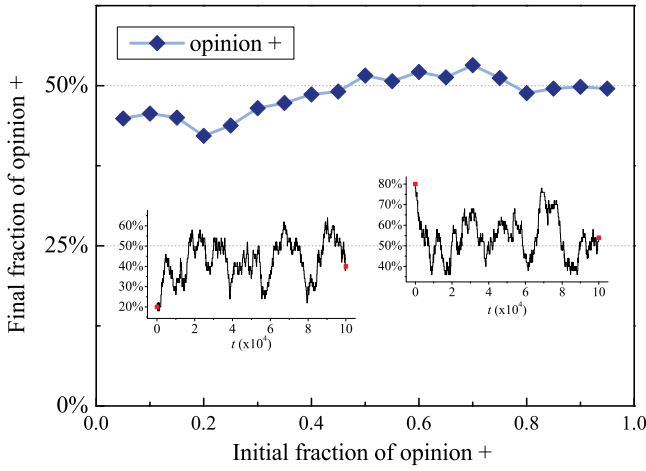 opinion +
Final fraction of opinion +
50%
25%
0%
0.0 0.2 0.4 0.6 0.8 1.0
Initial fraction of opinion +
60%
50%
40%
30%
20%
0 2 4 6 8 10
t (x10⁴)
80%
70%
60%
50%
40%
0 2 4 6 8 10
t (x10⁴)